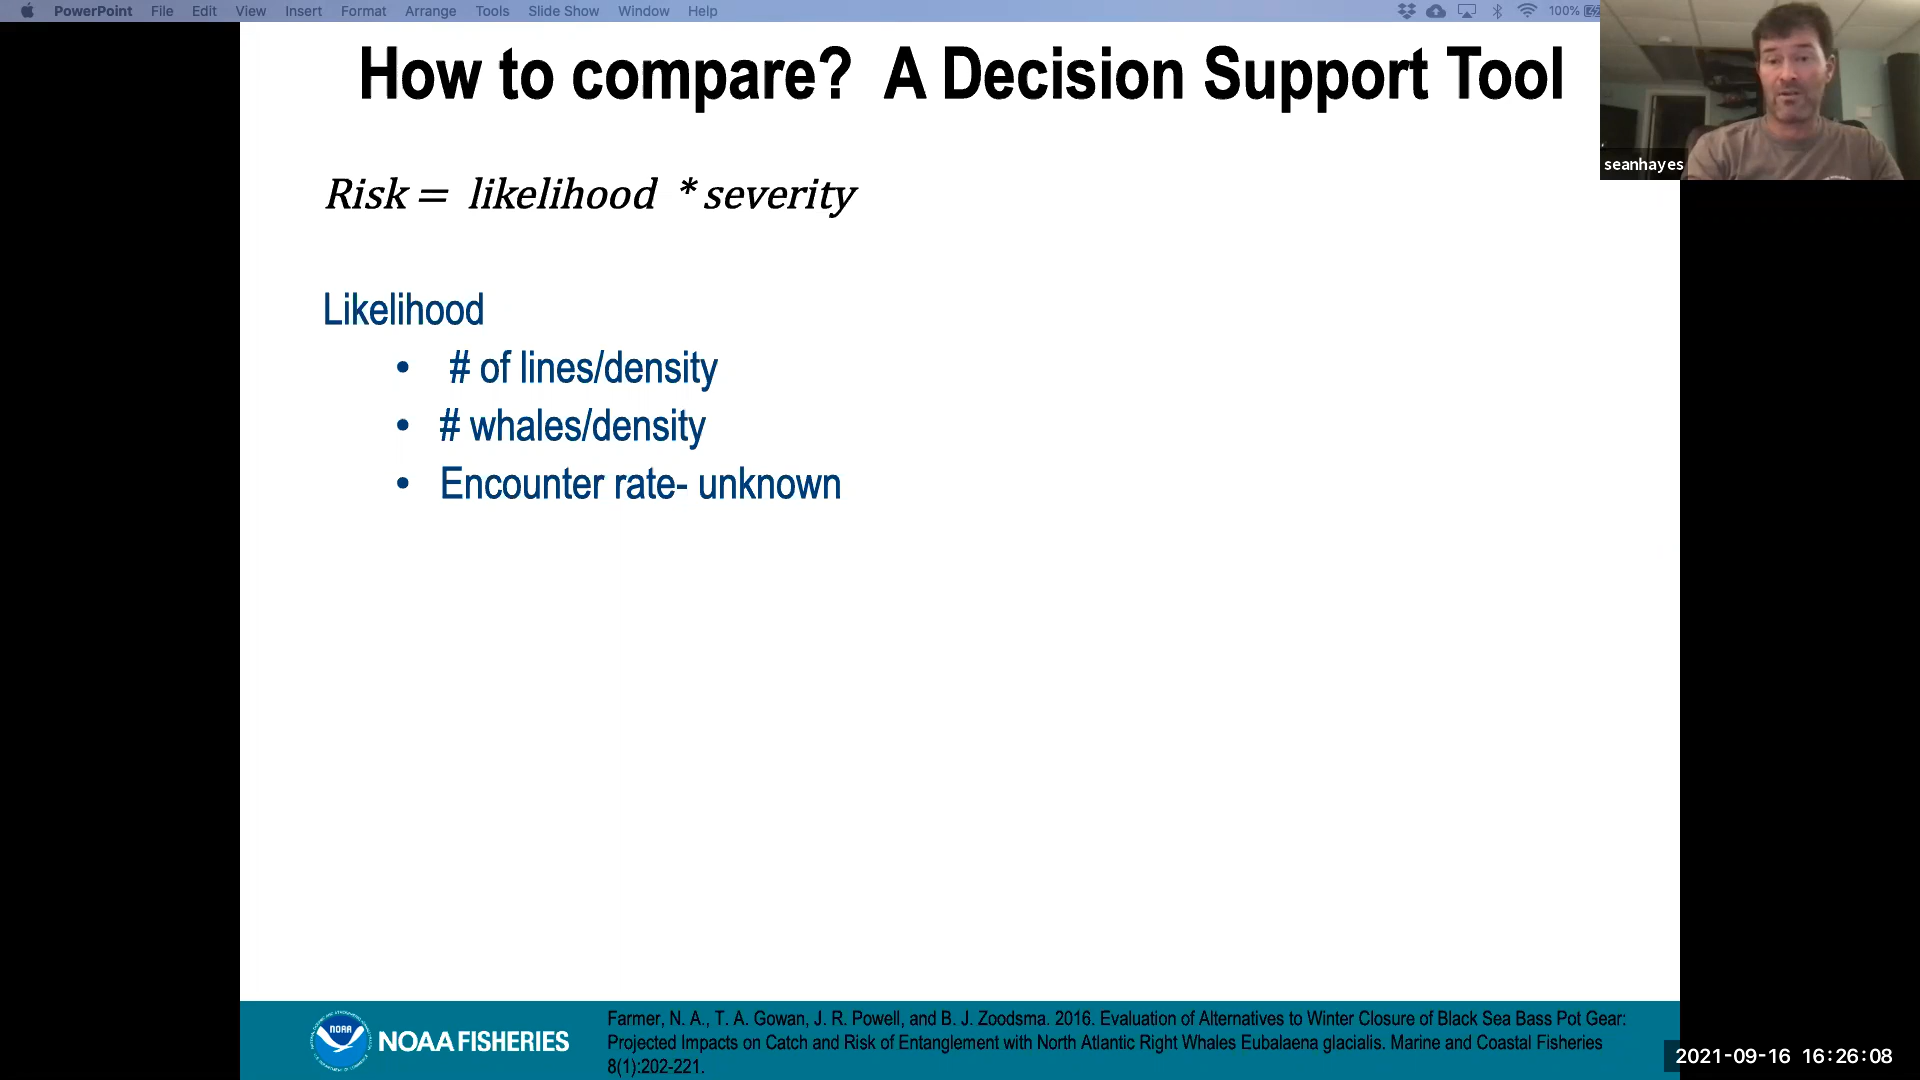 PowerPoint File Edit View Insert Format Arrange Tools Slide Show Window Help 100%
How to compare? A Decision Support Tool
seanhayes
Risk = likelihood * severity
Likelihood
• # of lines/density
• # whales/density
• Encounter rate- unknown
NOAA
NOAA FISHERIES
Farmer, N. A., T. A. Gowan, J. R. Powell, and B. J. Zoodsma. 2016. Evaluation of Alternatives to Winter Closure of Black Sea Bass Pot Gear:
Projected Impacts on Catch and Risk of Entanglement with North Atlantic Right Whales Eubalaena glacialis. Marine and Coastal Fisheries
8(1):202-221.
2021-09-16 16:26:08